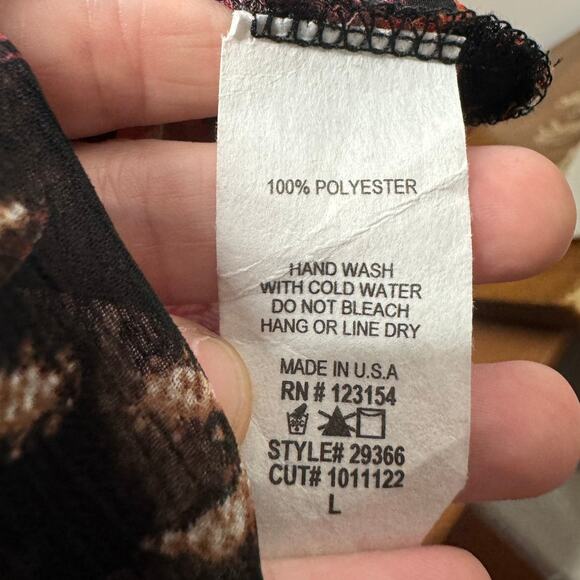 100% POLYESTER
HAND WASH
WITH COLD WATER
DO NOT BLEACH
HANG OR LINE DRY
MADE IN U.S.A
RN # 123154
STYLE# 29366
CUT# 1011122
L